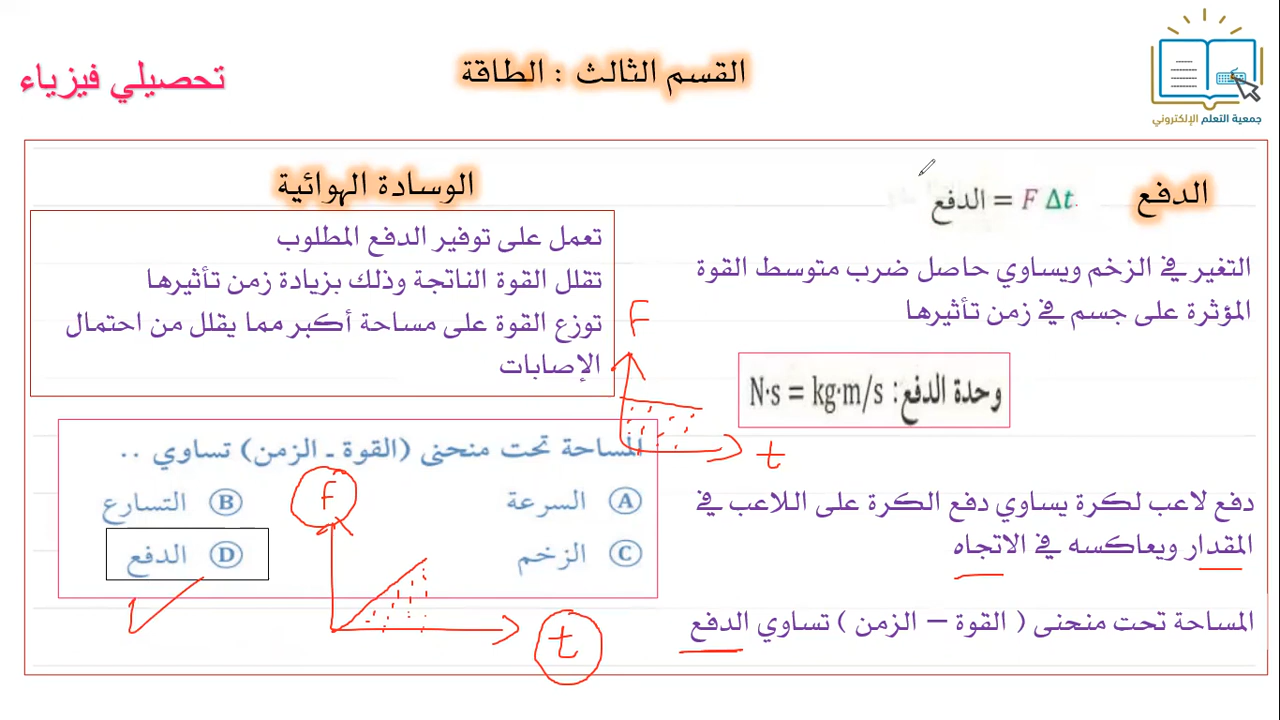 جمعية التعلم الإلكتروني
القسم الثالث : الطاقة
تحصيلي فيزياء
الدفع
الدفع = F Δt
التغير في الزخم ويساوي حاصل ضرب متوسط القوة
المؤثرة على جسم في زمن تأثيرها
وحدة الدفع: N·s = kg·m/s
دفع لاعب لكرة يساوي دفع الكرة على اللاعب في
المقدار ويعاكسه في الاتجاه
المساحة تحت منحنى ( القوة – الزمن ) تساوي الدفع
الوسادة الهوائية
تعمل على توفير الدفع المطلوب
تقلل القوة الناتجة وذلك بزيادة زمن تأثيرها
توزع القوة على مساحة أكبر مما يقلل من احتمال
الإصابات
F
t
المساحة تحت منحنى (القوة - الزمن) تساوي ..
A السرعة
B التسارع
C الزخم
D الدفع
F
t